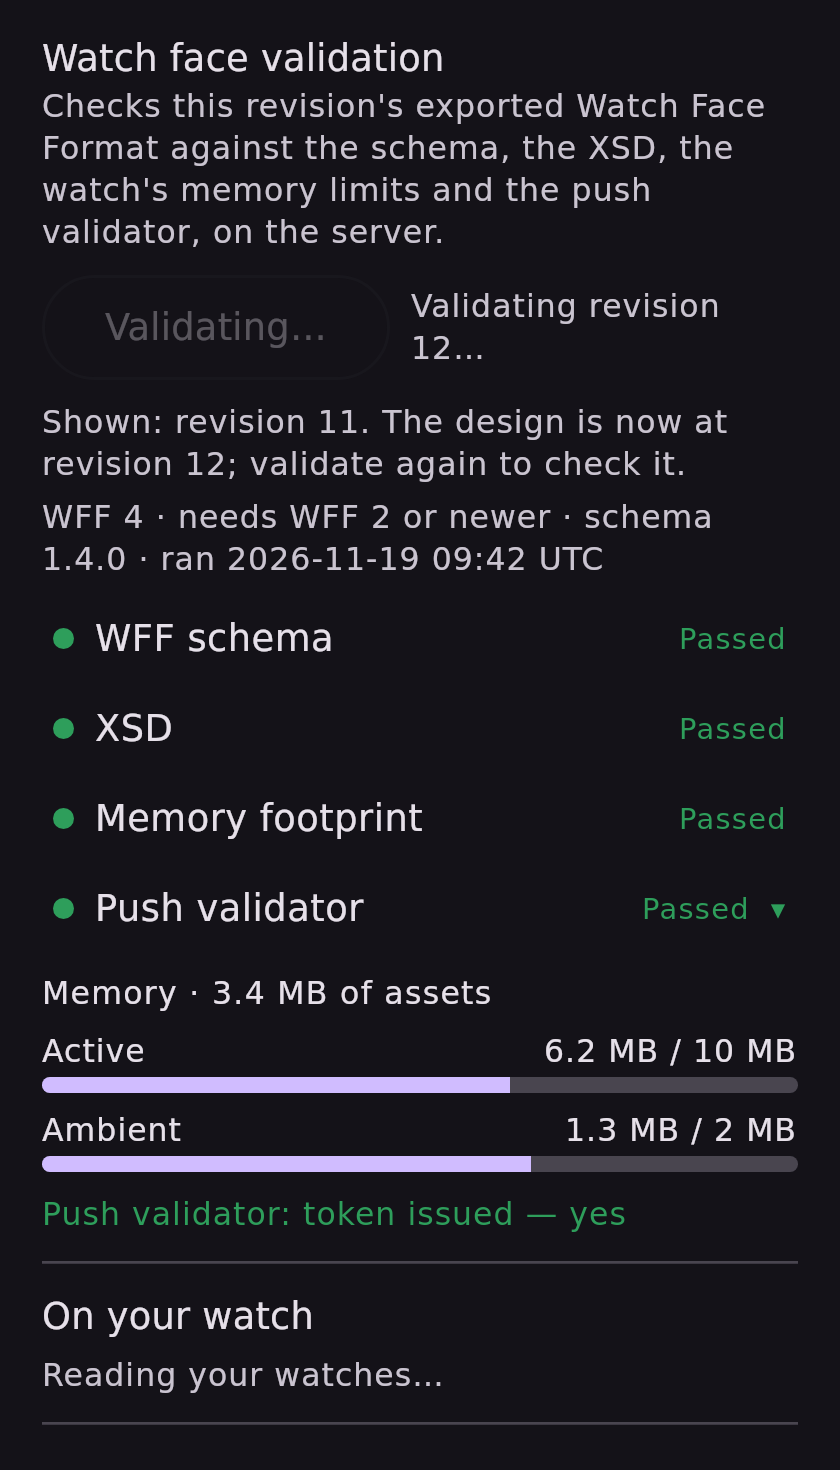 Watch face validation
Checks this revision's exported Watch Face
Format against the schema, the XSD, the
watch's memory limits and the push
validator, on the server.
Validating…
Validating revision
12…
Shown: revision 11. The design is now at
revision 12; validate again to check it.
WFF 4 · needs WFF 2 or newer · schema
1.4.0 · ran 2026-11-19 09:42 UTC
WFF schema Passed
XSD Passed
Memory footprint Passed
Push validator Passed ▾
Memory · 3.4 MB of assets
Active 6.2 MB / 10 MB
Ambient 1.3 MB / 2 MB
Push validator: token issued — yes
On your watch
Reading your watches…